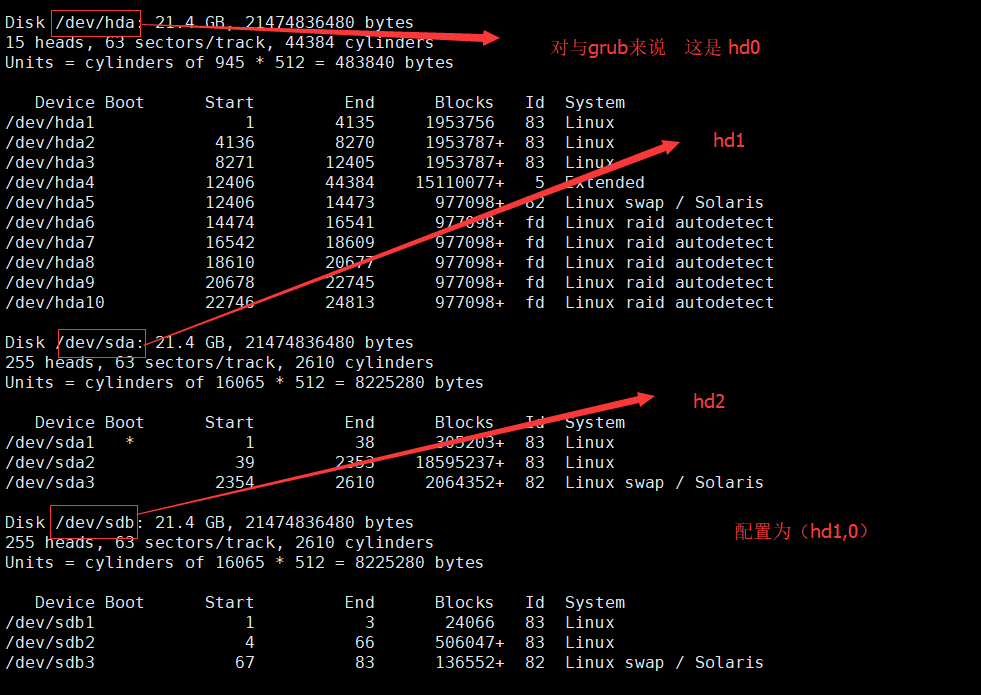 Disk /dev/hda: 21.4 GB, 21474836480 bytes
15 heads, 63 sectors/track, 44384 cylinders
对与grub来说 这是 hd0
Units = cylinders of 945 * 512 = 483840 bytes
Device Boot Start End Blocks Id System
/dev/hda1 1 4135 1953756 83 Linux
/dev/hda2 4136 8270 1953787+ 83 Linux
hd1
/dev/hda3 8271 12405 1953787+ 83 Linux
/dev/hda4 12406 44384 15110077+ 5 Extended
/dev/hda5 12406 14473 977098+ 82 Linux swap / Solaris
/dev/hda6 14474 16541 977098+ fd Linux raid autodetect
/dev/hda7 16542 18609 977098+ fd Linux raid autodetect
/dev/hda8 18610 20677 977098+ fd Linux raid autodetect
/dev/hda9 20678 22745 977098+ fd Linux raid autodetect
/dev/hda10 22746 24813 977098+ fd Linux raid autodetect
Disk /dev/sda: 21.4 GB, 21474836480 bytes
255 heads, 63 sectors/track, 2610 cylinders
Units = cylinders of 16065 * 512 = 8225280 bytes
hd2
Device Boot Start End Blocks Id System
/dev/sda1 * 1 38 305203+ 83 Linux
/dev/sda2 39 2353 18595237+ 83 Linux
/dev/sda3 2354 2610 2064352+ 82 Linux swap / Solaris
Disk /dev/sdb: 21.4 GB, 21474836480 bytes
配置为（hd1,0）
255 heads, 63 sectors/track, 2610 cylinders
Units = cylinders of 16065 * 512 = 8225280 bytes
Device Boot Start End Blocks Id System
/dev/sdb1 1 3 24066 83 Linux
/dev/sdb2 4 66 506047+ 83 Linux
/dev/sdb3 67 83 136552+ 82 Linux swap / Solaris